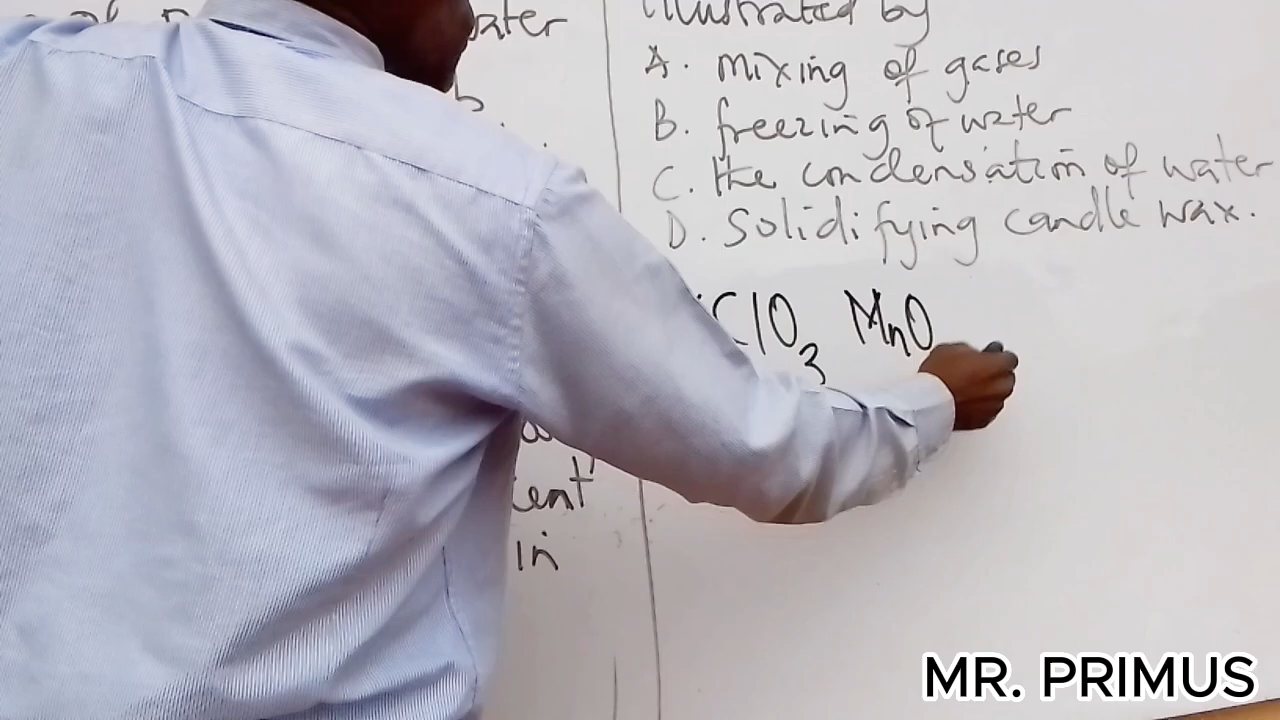 water
b.
ent
in
illustrated by
A. mixing of gases
B. freezing of water
C. the condensation of water
D. Solidifying candle wax.
ClO3 MnO
MR. PRIMUS